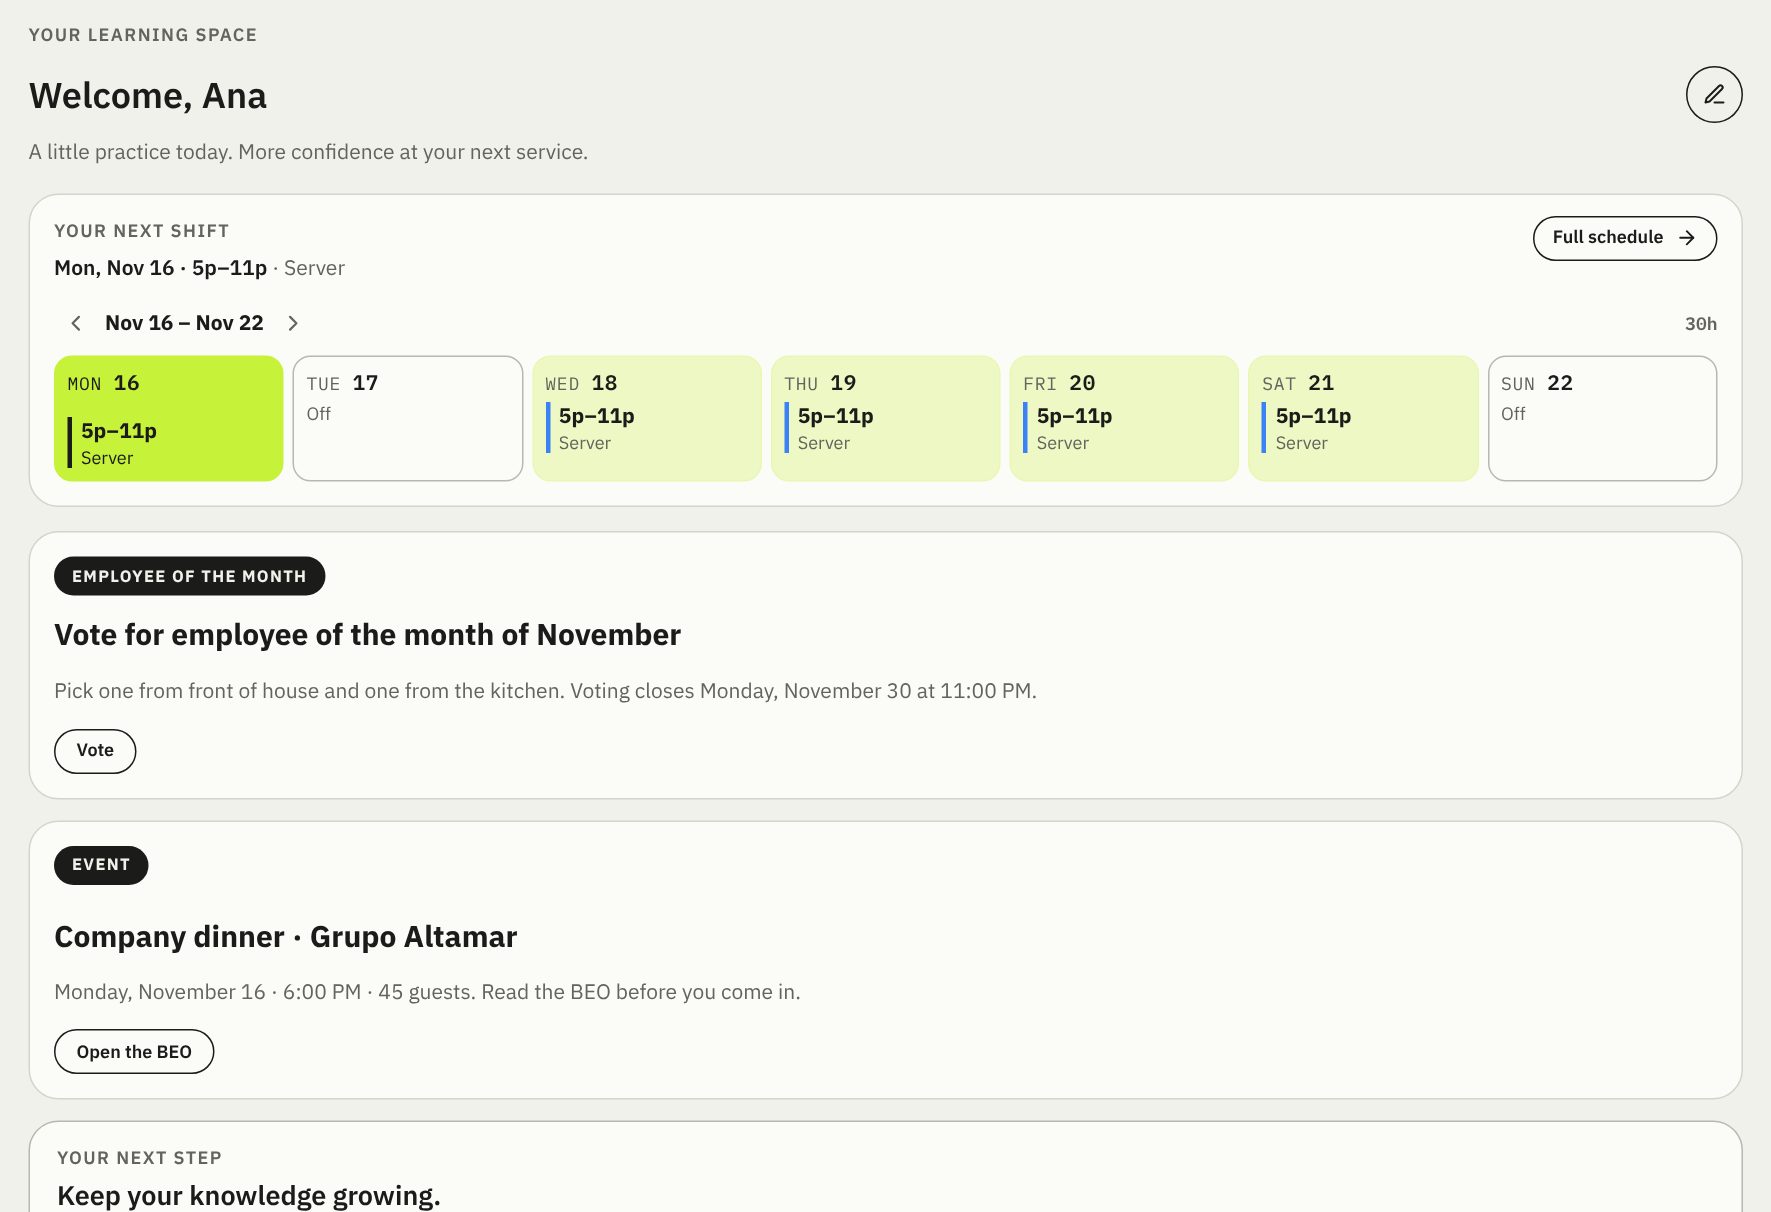 YOUR LEARNING SPACE
Welcome, Ana
A little practice today. More confidence at your next service.
YOUR NEXT SHIFT
Full schedule
Mon, Nov 16 · 5p–11p · Server
Nov 16 – Nov 22
30h
MON 16
5p–11p
Server
TUE 17
Off
WED 18
5p–11p
Server
THU 19
5p–11p
Server
FRI 20
5p–11p
Server
SAT 21
5p–11p
Server
SUN 22
Off
EMPLOYEE OF THE MONTH
Vote for employee of the month of November
Pick one from front of house and one from the kitchen. Voting closes Monday, November 30 at 11:00 PM.
Vote
EVENT
Company dinner · Grupo Altamar
Monday, November 16 · 6:00 PM · 45 guests. Read the BEO before you come in.
Open the BEO
YOUR NEXT STEP
Keep your knowledge growing.